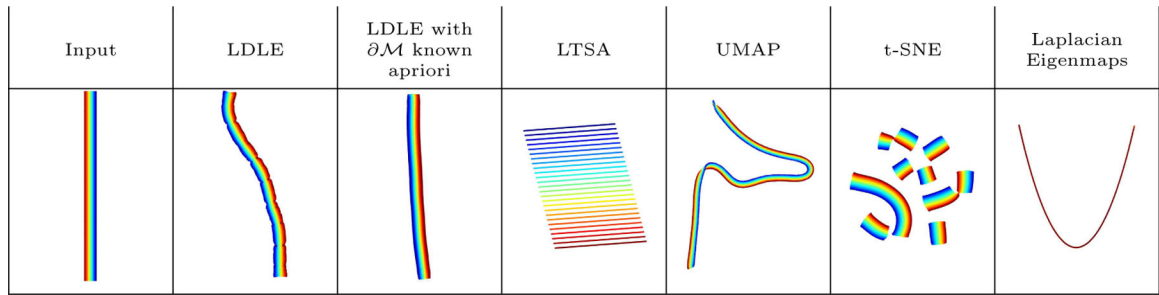 Input
LDLE
LDLE with
∂M known
apriori
LTSA
UMAP
t-SNE
Laplacian
Eigenmaps